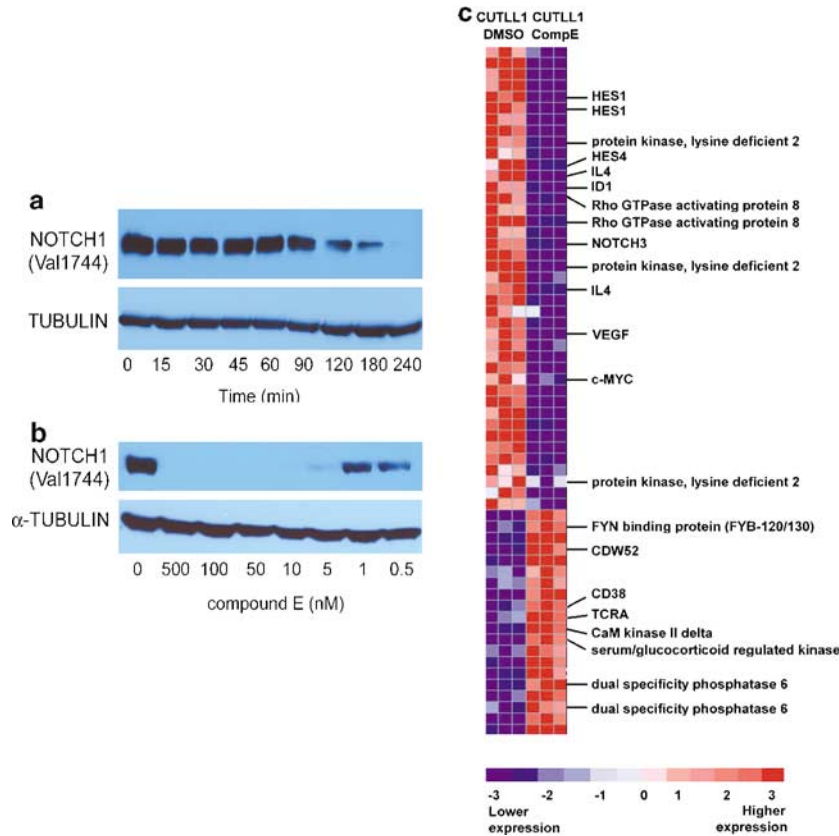 a
NOTCH1
(Val1744)
TUBULIN
0 15 30 45 60 90 120 180 240
Time (min)
b
NOTCH1
(Val1744)
α-TUBULIN
0 500 100 50 10 5 1 0.5
compound E (nM)
c
CUTLL1 CUTLL1
DMSO CompE
HES1
HES1
protein kinase, lysine deficient 2
HES4
IL4
ID1
Rho GTPase activating protein 8
Rho GTPase activating protein 8
NOTCH3
protein kinase, lysine deficient 2
IL4
VEGF
c-MYC
protein kinase, lysine deficient 2
FYN binding protein (FYB-120/130)
CDW52
CD38
TCRA
CaM kinase II delta
serum/glucocorticoid regulated kinase
dual specificity phosphatase 6
dual specificity phosphatase 6
-3 -2 -1 0 1 2 3
Lower Higher
expression expression